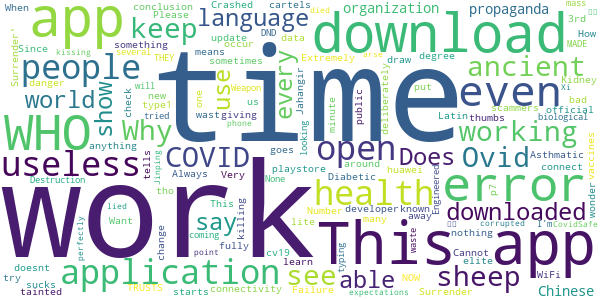 When
conclusion
Crashed
cartels
organization
propaganda
3rd
mass
died
kissing
Surrender'
Please
app
keep
language
download
How
MADE
Since
something
update
DND
several
THEY
degree
draw
data
occur
people
Extremely
ancient
danger
means
sometimes
Jahangir
deliberately
Kidney
will
new
type1
world
show
use
every
time
even
Xi
check
one
Weapon
us
put
Latin
bad
official
scammers
biological
WHO
Why
tried
wast
giving
phone
looking
minute
public
thumbs
working
vaccines
anything
useless
COVID
open
Does
Ovid
Asthmatic
connect
wonder
tells
Jinping
Always
Very
goes
playstore
None
around
huawei
Diabetic
Engineered
error
p7
Destruction
tho
work
This
killing
health
Number
developer
known
away
downloaded
nothing
I'm
CovidSafe
corrupted
lied
Want
perfectly
say
coming
lite
many
This app
waste
application
change
point
fully
cv19
learn
see
typing
able
NOW
sheep
Cannot
elite
WiFi
doesnt
try
sucks
tainted
TRUSTS
starts
connectivity
Failure
expectations
Surrender
Chinese